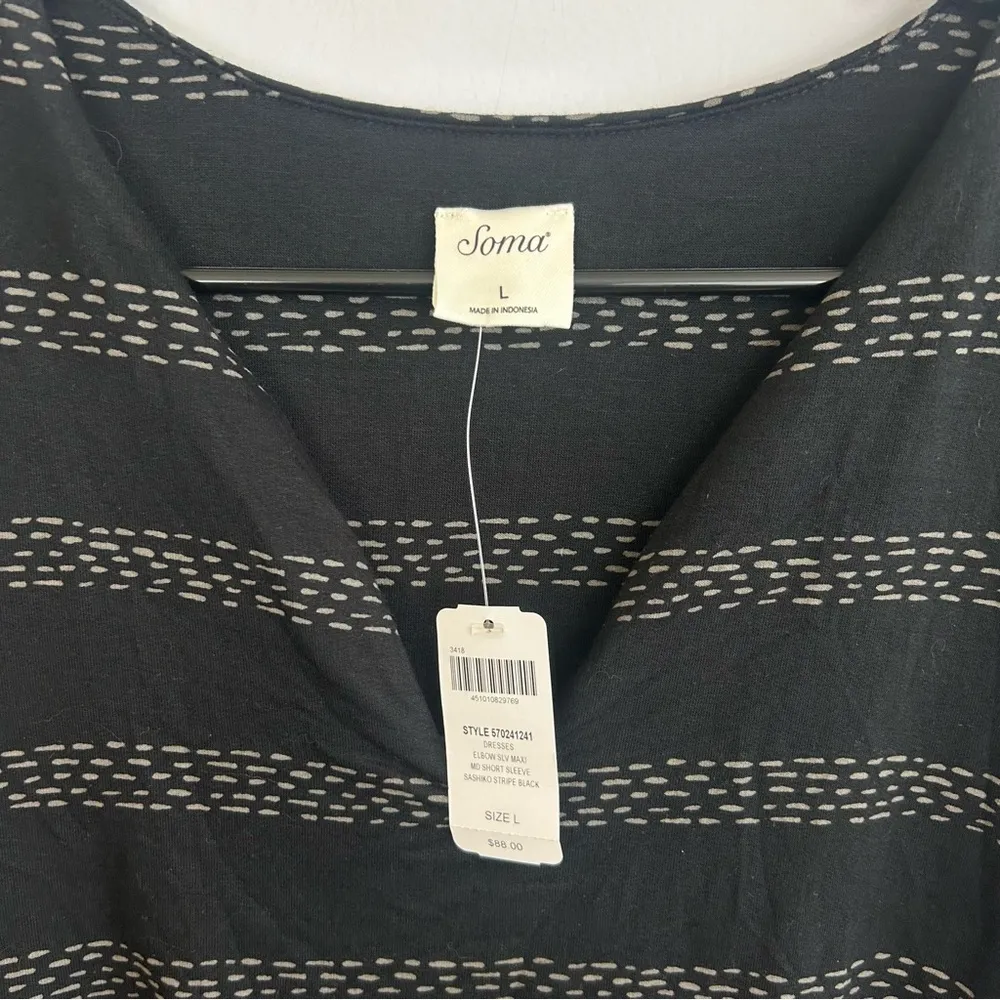 Soma®
L
MADE IN INDONESIA
3418
451010829769
STYLE 570241241
DRESSES
ELBOW SLV MAXI
MD SHORT SLEEVE
SASHIKO STRIPE BLACK
SIZE L
$88.00